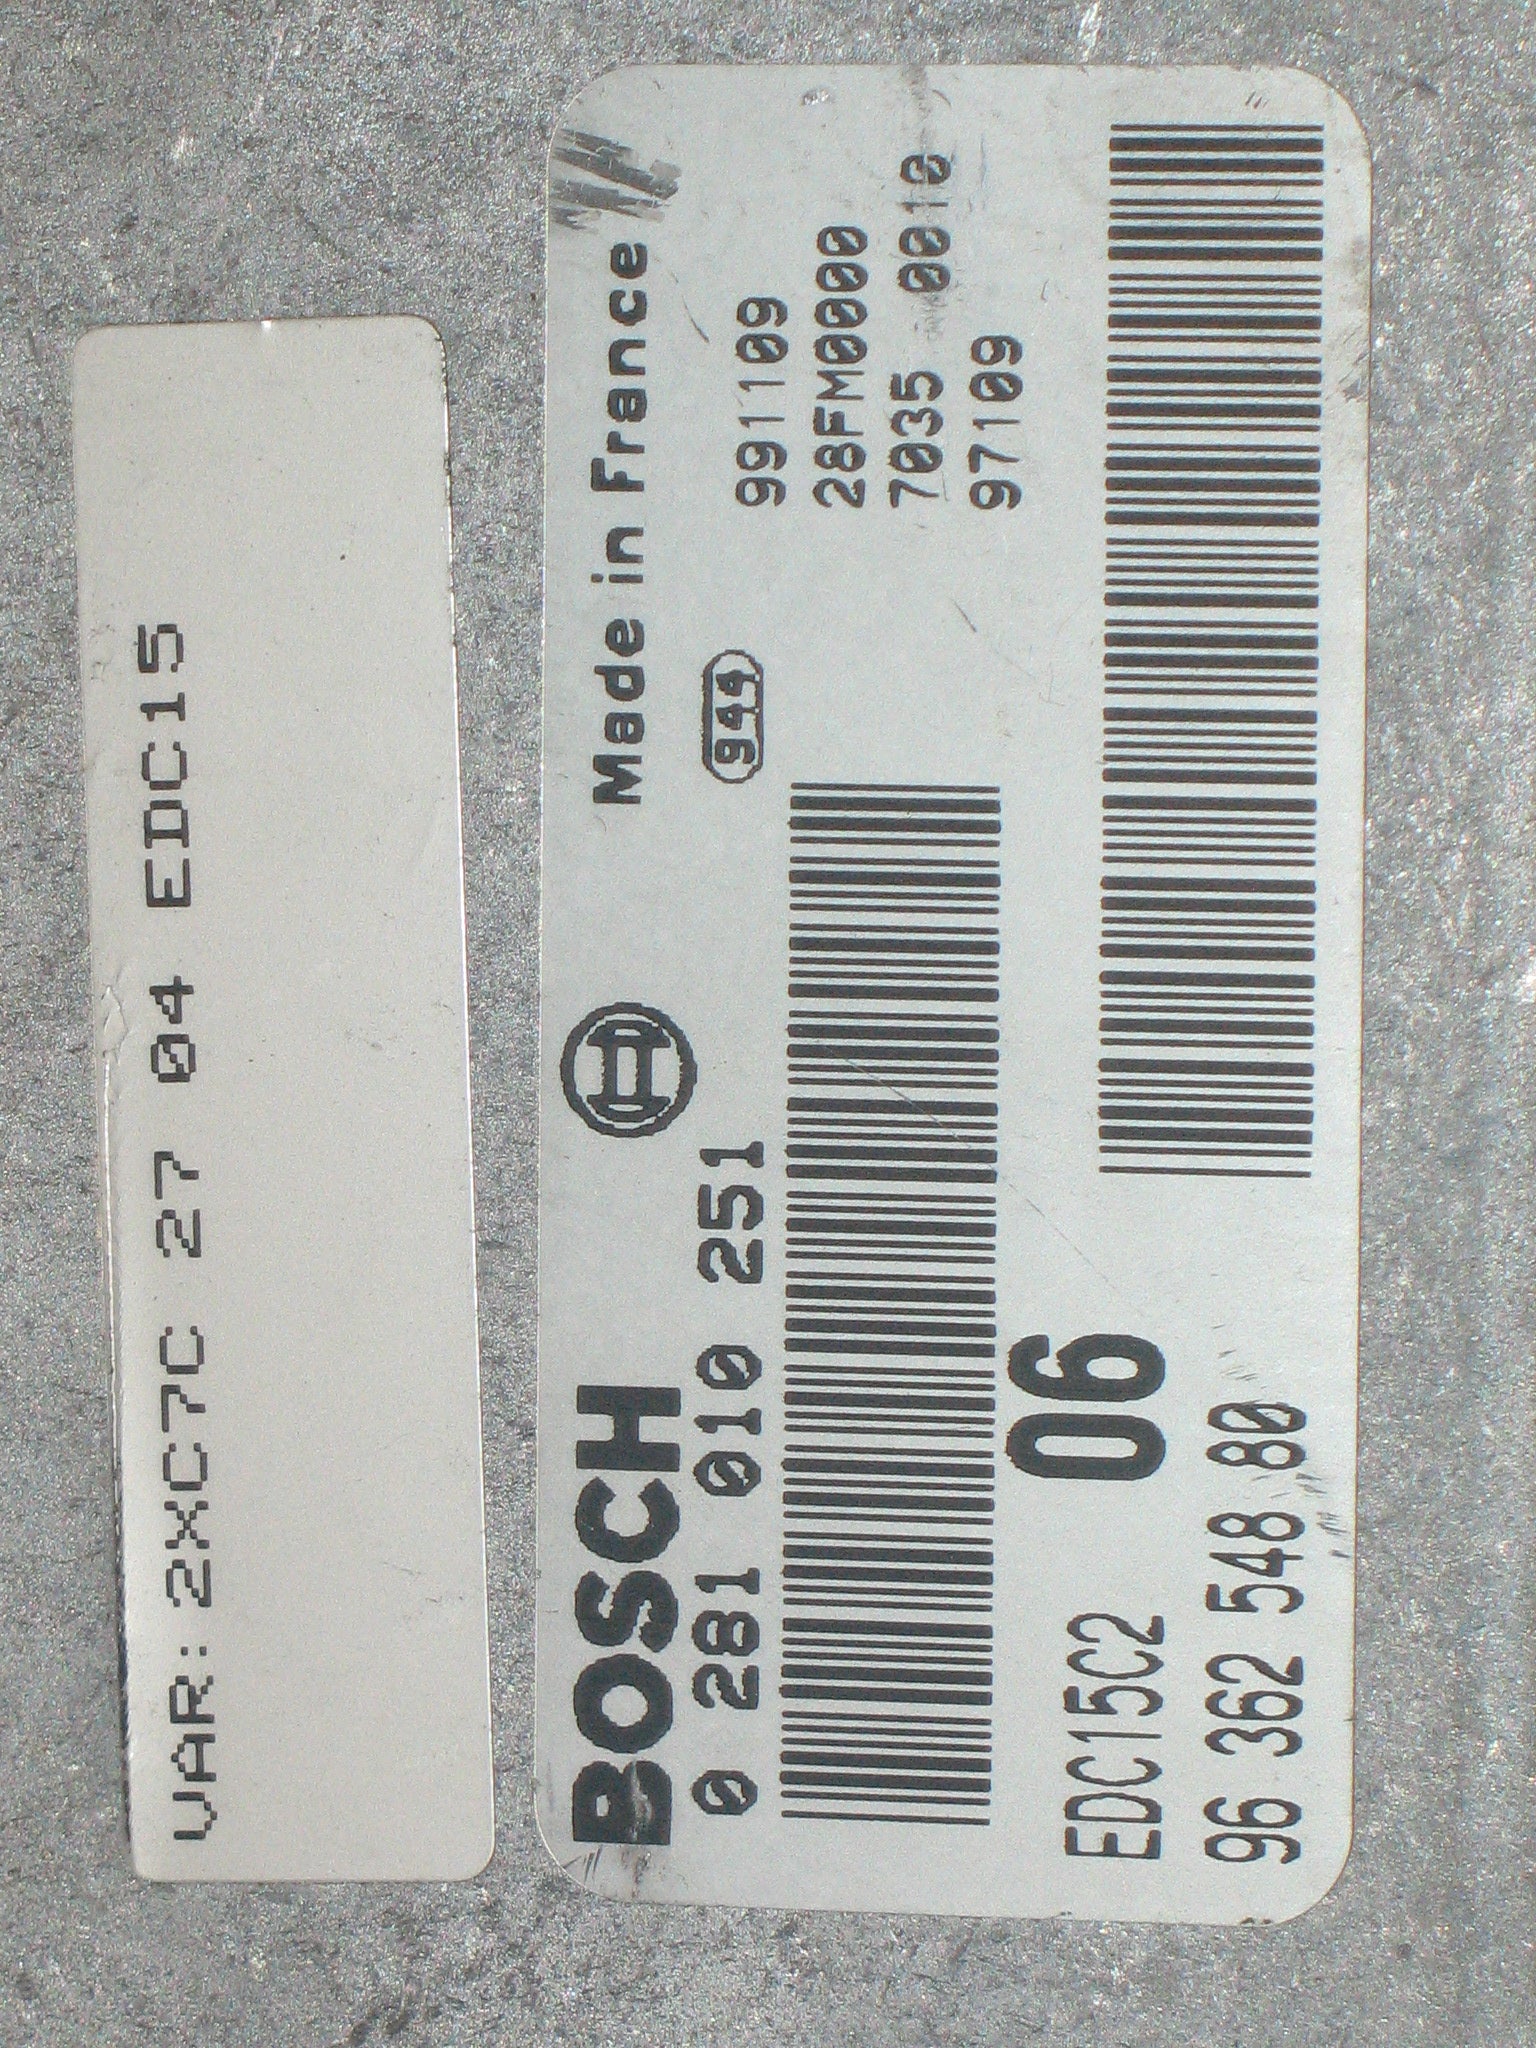 VAR: 2XC7C 27 04 EDC15
BOSCH Made in France
0 281 010 251
944
991109
28FM0000
7035 0010
97109
EDC15C2 06
96 362 548 80